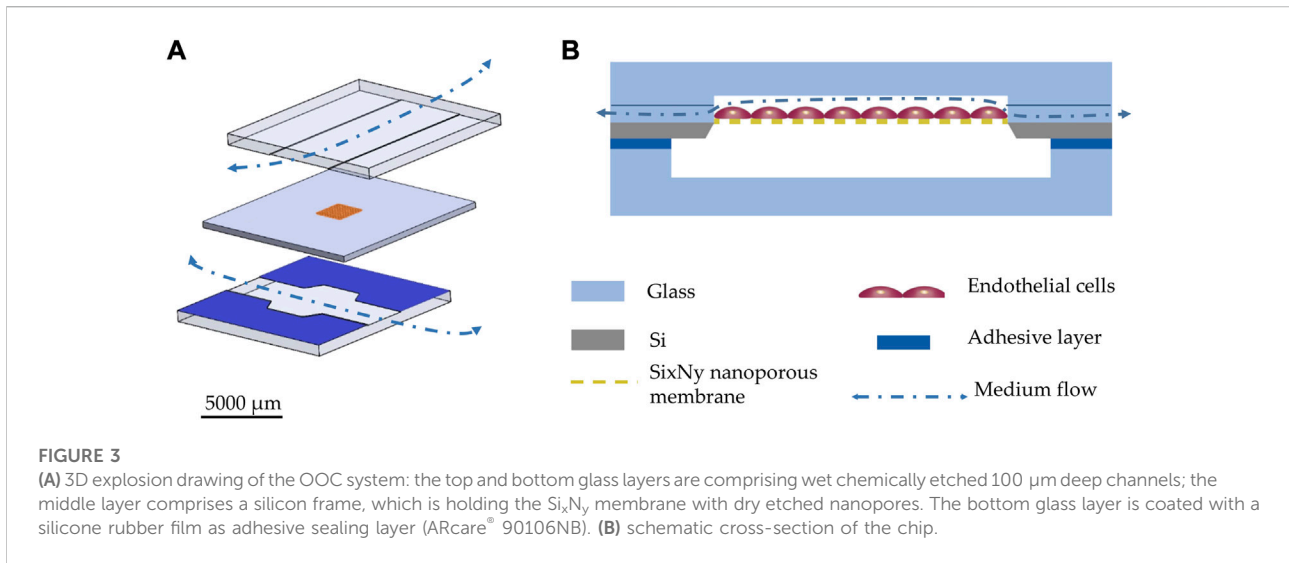 A
B
5000 µm
Glass
Si
SixNy nanoporous
membrane
Endothelial cells
Adhesive layer
Medium flow
FIGURE 3
(A) 3D explosion drawing of the OOC system: the top and bottom glass layers are comprising wet chemically etched 100 µm deep channels; the
middle layer comprises a silicon frame, which is holding the SixNy membrane with dry etched nanopores. The bottom glass layer is coated with a
silicone rubber film as adhesive sealing layer (ARcare® 90106NB). (B) schematic cross-section of the chip.